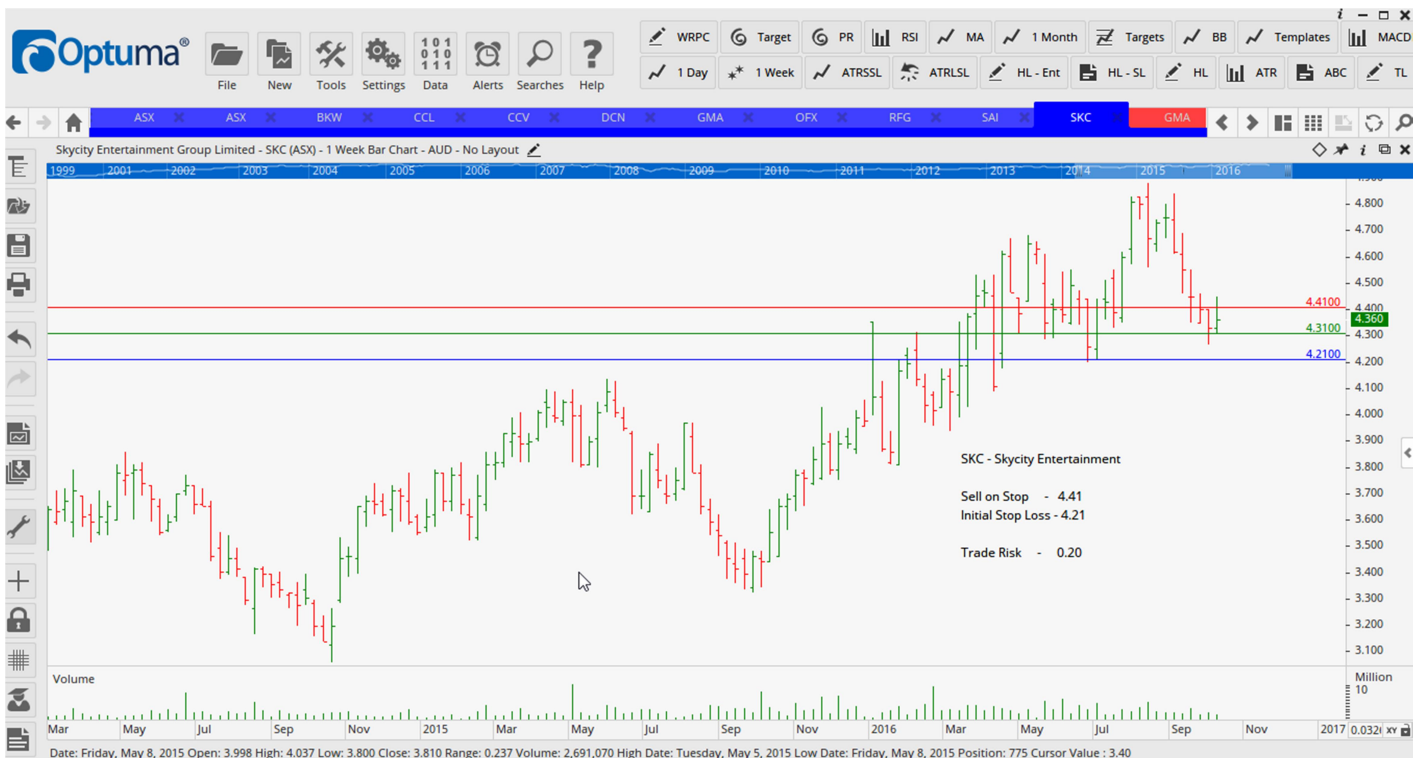 i
Optuma®
File New Tools Settings Data Alerts Searches Help
WRPC Target PR RSI MA 1 Month Targets BB Templates MACD
1 Day 1 Week ATRSSL ATRLSL HL - Ent HL - SL HL ATR ABC TL
ASX ASX BKW CCL CCV DCN GMA OFX RFG SAI SKC GMA
Skycity Entertainment Group Limited - SKC (ASX) - 1 Week Bar Chart - AUD - No Layout
i
1999 2001 2002 2003 2004 2005 2006 2007 2008 2009 2010 2011 2012 2013 2014 2015 2016
4.800
4.700
4.600
4.500
4.4100
4.400
4.360
4.3100
4.300
4.2100
4.200
4.100
4.000
3.900
3.800
3.700
3.600
3.500
3.400
3.300
3.200
3.100
SKC - Skycity Entertainment
Sell on Stop - 4.41
Initial Stop Loss - 4.21
Trade Risk - 0.20
Volume
Million
10
Mar May Jul Sep Nov 2015 Mar May Jul Sep Nov 2016 Mar May Jul Sep Nov 2017
XY
Date: Friday, May 8, 2015 Open: 3.998 High: 4.037 Low: 3.800 Close: 3.810 Range: 0.237 Volume: 2,691,070 High Date: Tuesday, May 5, 2015 Low Date: Friday, May 8, 2015 Position: 775 Cursor Value : 3.40